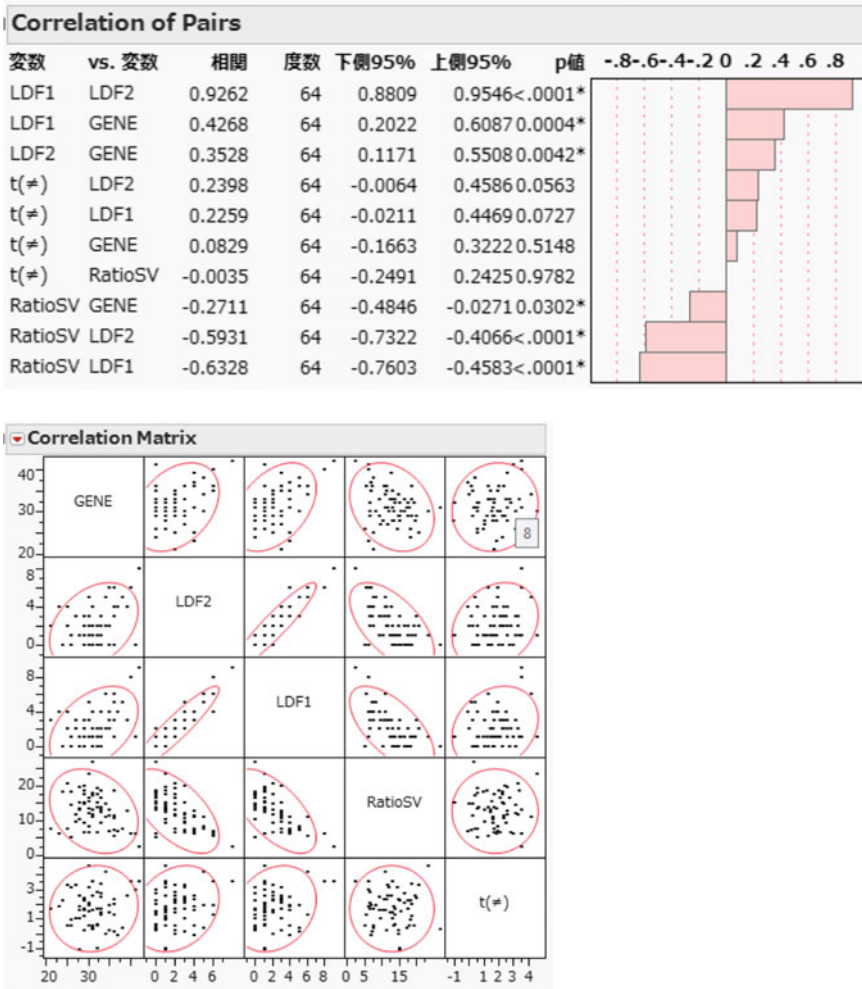 Correlation of Pairs
変数 vs. 変数 相関 度数 下側95% 上側95% p値 -.8-.6-.4-.2 0 .2 .4 .6 .8
LDF1 LDF2 0.9262 64 0.8809 0.9546 <.0001*
LDF1 GENE 0.4268 64 0.2022 0.6087 0.0004*
LDF2 GENE 0.3528 64 0.1171 0.5508 0.0042*
t(≠) LDF2 0.2398 64 -0.0064 0.4586 0.0563
t(≠) LDF1 0.2259 64 -0.0211 0.4469 0.0727
t(≠) GENE 0.0829 64 -0.1663 0.3222 0.5148
t(≠) RatioSV -0.0035 64 -0.2491 0.2425 0.9782
RatioSV GENE -0.2711 64 -0.4846 -0.0271 0.0302*
RatioSV LDF2 -0.5931 64 -0.7322 -0.4066 <.0001*
RatioSV LDF1 -0.6328 64 -0.7603 -0.4583 <.0001*
Correlation Matrix
40
30
20
GENE
8
8
4
0
LDF2
8
4
0
LDF1
20
10
0
RatioSV
3
1
-1
t(≠)
20 30 0 2 4 6 0 2 4 6 8 0 5 15 -1 1 2 3 4